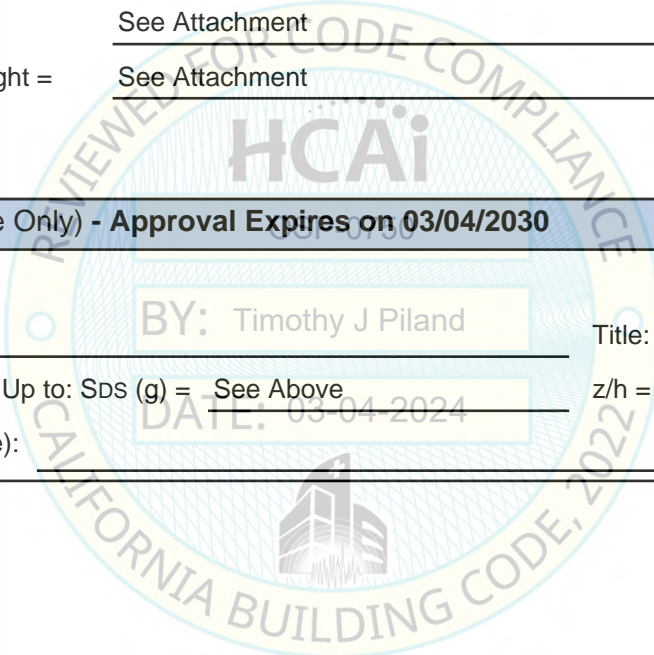 See Attachment
ght = See Attachment
REVIEWED FOR CODE COMPLIANCE
HCAi
e Only) - Approval Expires on 03/04/2030
OSP-0750
BY: Timothy J Piland
Title:
Up to: SDS (g) = See Above z/h =
DATE: 03-04-2024
e):
CALIFORNIA BUILDING CODE, 2022